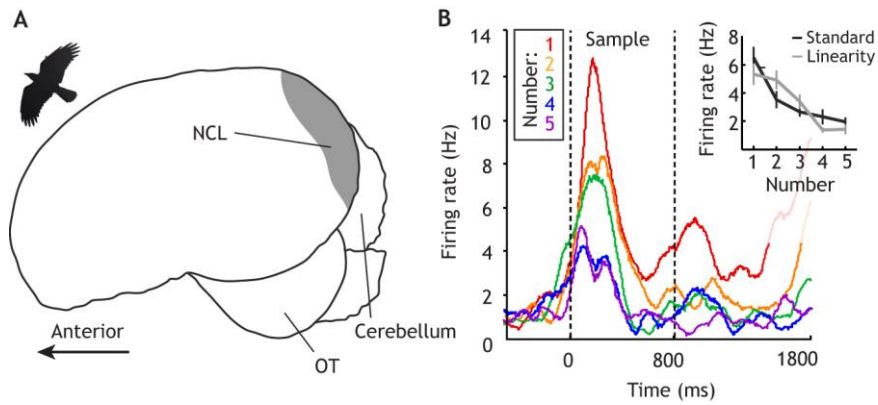 A
NCL
Anterior
Cerebellum
OT
B
Firing rate (Hz)
14
12
10
8
6
4
2
0
Number::
1
2
3
4
5
Sample
0
800
1800
Time (ms)
Firing rate (Hz)
8
6
4
2
Standard
Linearity
1 2 3 4 5
Number